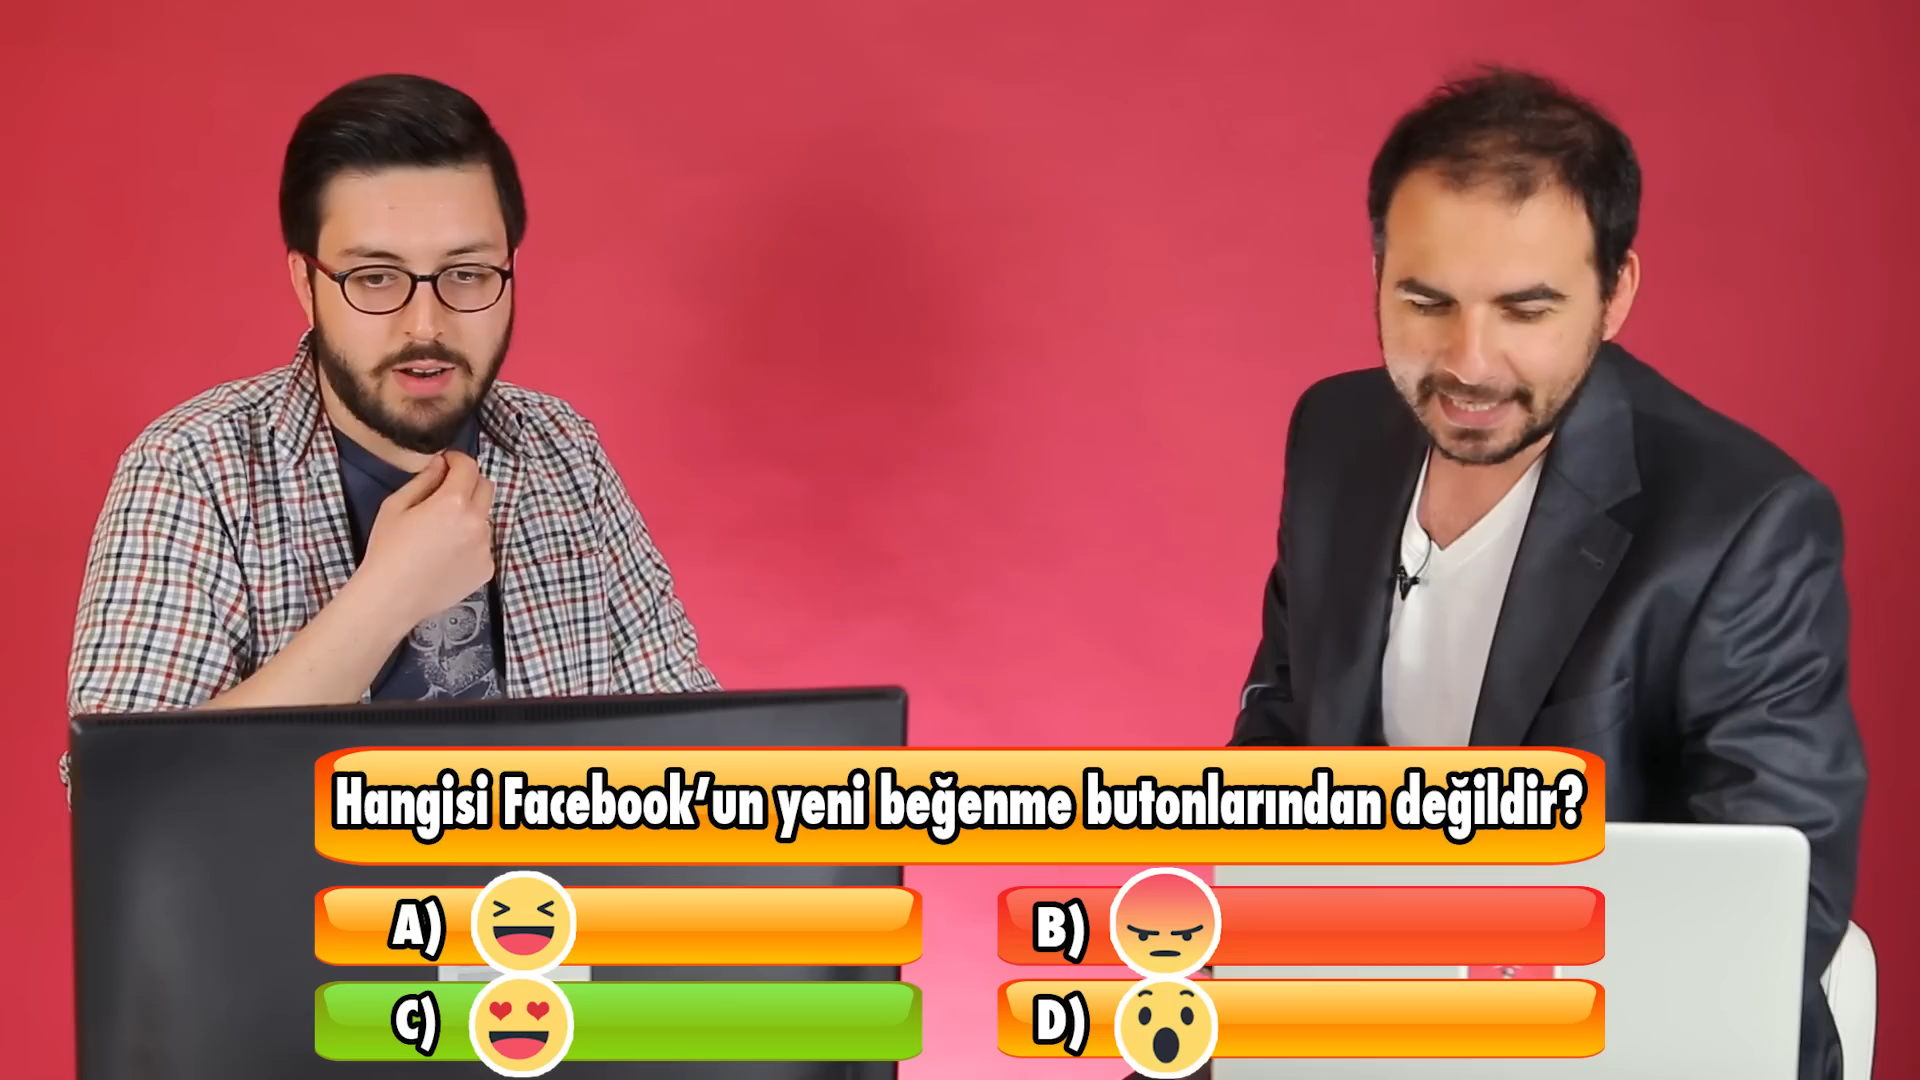 Hangisi Facebook'un yeni beğenme butonlarından değildir?
A)
B)
C)
D)